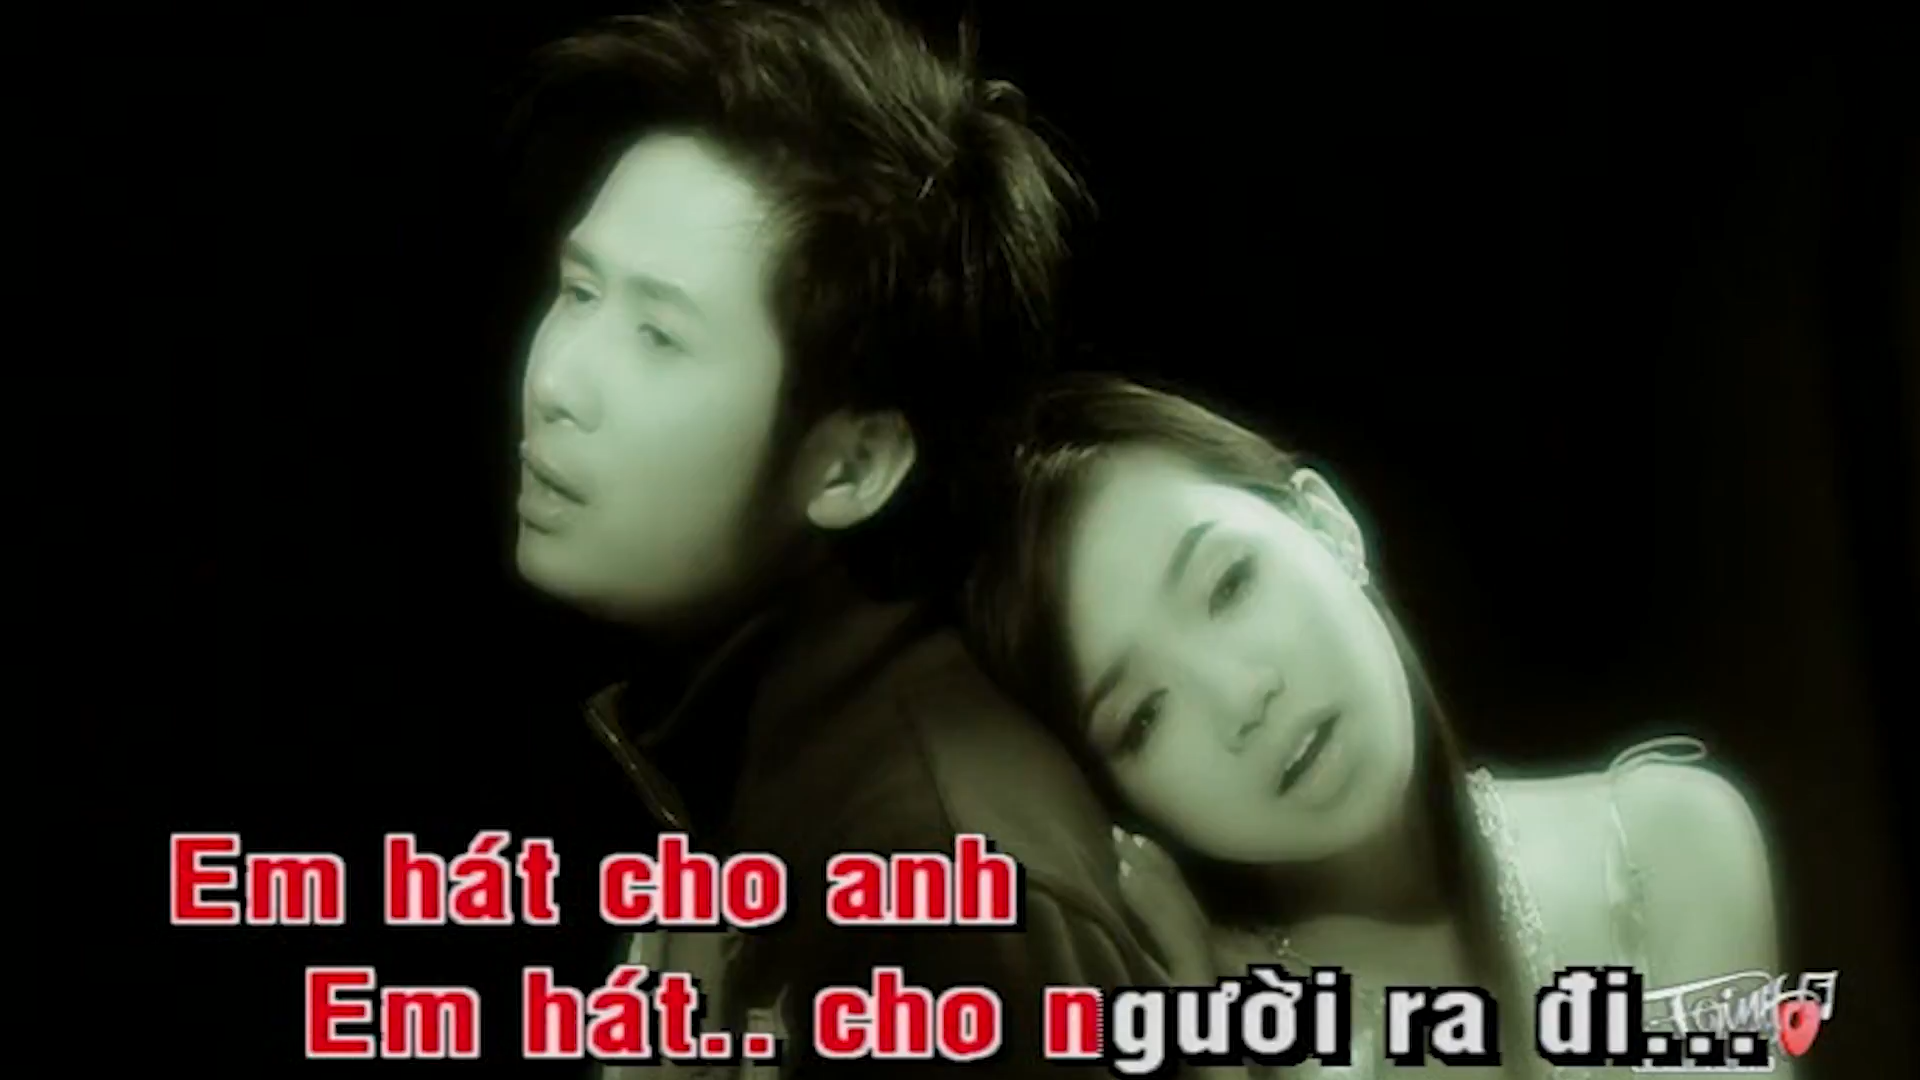 Em hát cho anh
Em hát.. cho người ra đi...